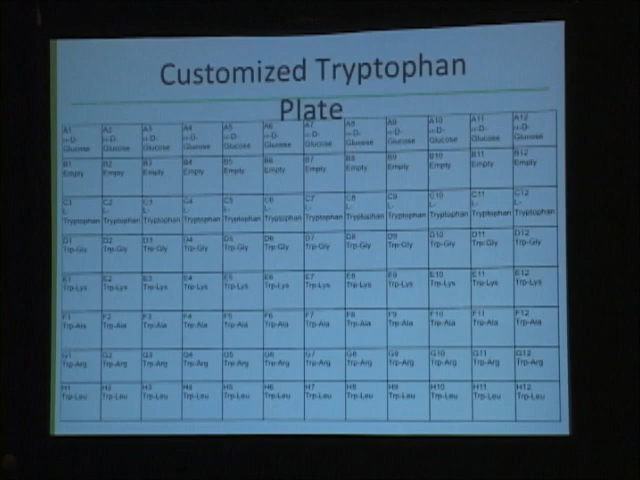 Customized Tryptophan
Plate
A1 A2 A3 A4 A5 A6 A7 A8 A9 A10 A11 A12
α-D- α-D- α-D- α-D- α-D- α-D- α-D- α-D- α-D- α-D- α-D- α-D-
Glucose Glucose Glucose Glucose Glucose Glucose Glucose Glucose Glucose Glucose Glucose Glucose
B1 B2 B3 B4 B5 B6 B7 B8 B9 B10 B11 B12
Empty Empty Empty Empty Empty Empty Empty Empty Empty Empty Empty Empty
C1 C2 C3 C4 C5 C6 C7 C8 C9 C10 C11 C12
L- L- L- L- L- L- L- L- L- L- L- L-
Tryptophan Tryptophan Tryptophan Tryptophan Tryptophan Tryptophan Tryptophan Tryptophan Tryptophan Tryptophan Tryptophan Tryptophan
D1 D2 D3 D4 D5 D6 D7 D8 D9 D10 D11 D12
Trp-Gly Trp-Gly Trp-Gly Trp-Gly Trp-Gly Trp-Gly Trp-Gly Trp-Gly Trp-Gly Trp-Gly Trp-Gly Trp-Gly
E1 E2 E3 E4 E5 E6 E7 E8 E9 E10 E11 E12
Trp-Lys Trp-Lys Trp-Lys Trp-Lys Trp-Lys Trp-Lys Trp-Lys Trp-Lys Trp-Lys Trp-Lys Trp-Lys Trp-Lys
F1 F2 F3 F4 F5 F6 F7 F8 F9 F10 F11 F12
Trp-Ala Trp-Ala Trp-Ala Trp-Ala Trp-Ala Trp-Ala Trp-Ala Trp-Ala Trp-Ala Trp-Ala Trp-Ala Trp-Ala
G1 G2 G3 G4 G5 G6 G7 G8 G9 G10 G11 G12
Trp-Arg Trp-Arg Trp-Arg Trp-Arg Trp-Arg Trp-Arg Trp-Arg Trp-Arg Trp-Arg Trp-Arg Trp-Arg Trp-Arg
H1 H2 H3 H4 H5 H6 H7 H8 H9 H10 H11 H12
Trp-Leu Trp-Leu Trp-Leu Trp-Leu Trp-Leu Trp-Leu Trp-Leu Trp-Leu Trp-Leu Trp-Leu Trp-Leu Trp-Leu